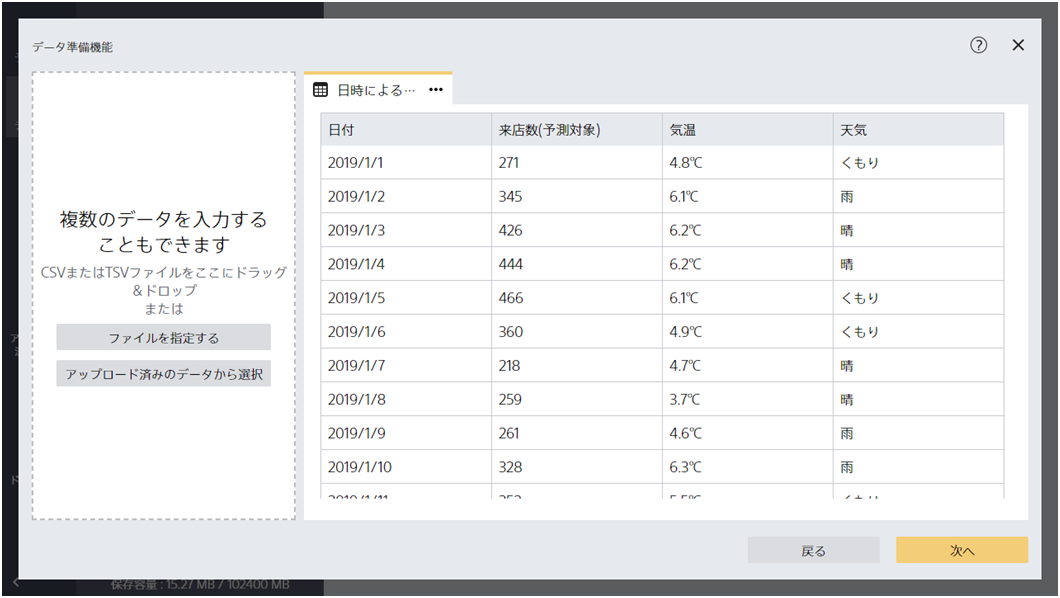 データ準備機能
複数のデータを入力する
こともできます
CSVまたはTSVファイルをここにドラッグ
&ドロップ
または
ファイルを指定する
アップロード済みのデータから選択
日時による… •••
日付 来店数(予測対象) 気温 天気
2019/1/1 271 4.8℃ くもり
2019/1/2 345 6.1℃ 雨
2019/1/3 426 6.2℃ 晴
2019/1/4 444 6.2℃ 晴
2019/1/5 466 6.1℃ くもり
2019/1/6 360 4.9℃ くもり
2019/1/7 218 4.7℃ 晴
2019/1/8 259 3.7℃ 晴
2019/1/9 261 4.6℃ 雨
2019/1/10 328 6.3℃ 雨
戻る
次へ
保存容量 : 15.27 MB / 102400 MB